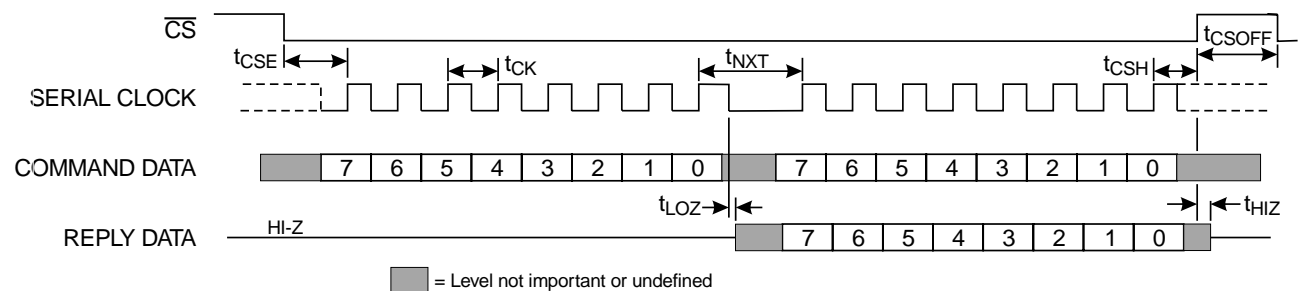 CS
tCSE
tCK
tNXT
tCSH
tCSOFF
SERIAL CLOCK
COMMAND DATA 7 6 5 4 3 2 1 0 7 6 5 4 3 2 1 0
tLOZ
tHIZ
REPLY DATA HI-Z 7 6 5 4 3 2 1 0
= Level not important or undefined